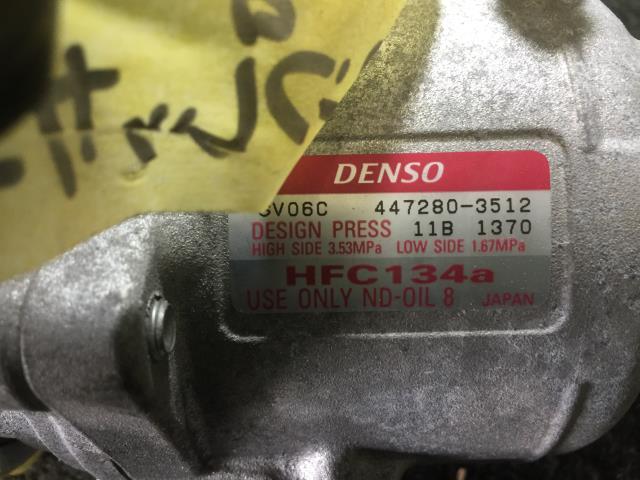 DENSO
SV06C 447280-3512
DESIGN PRESS 11B 1370
HIGH SIDE 3.53MPa LOW SIDE 1.67MPa
HFC134a
USE ONLY ND-OIL 8 JAPAN